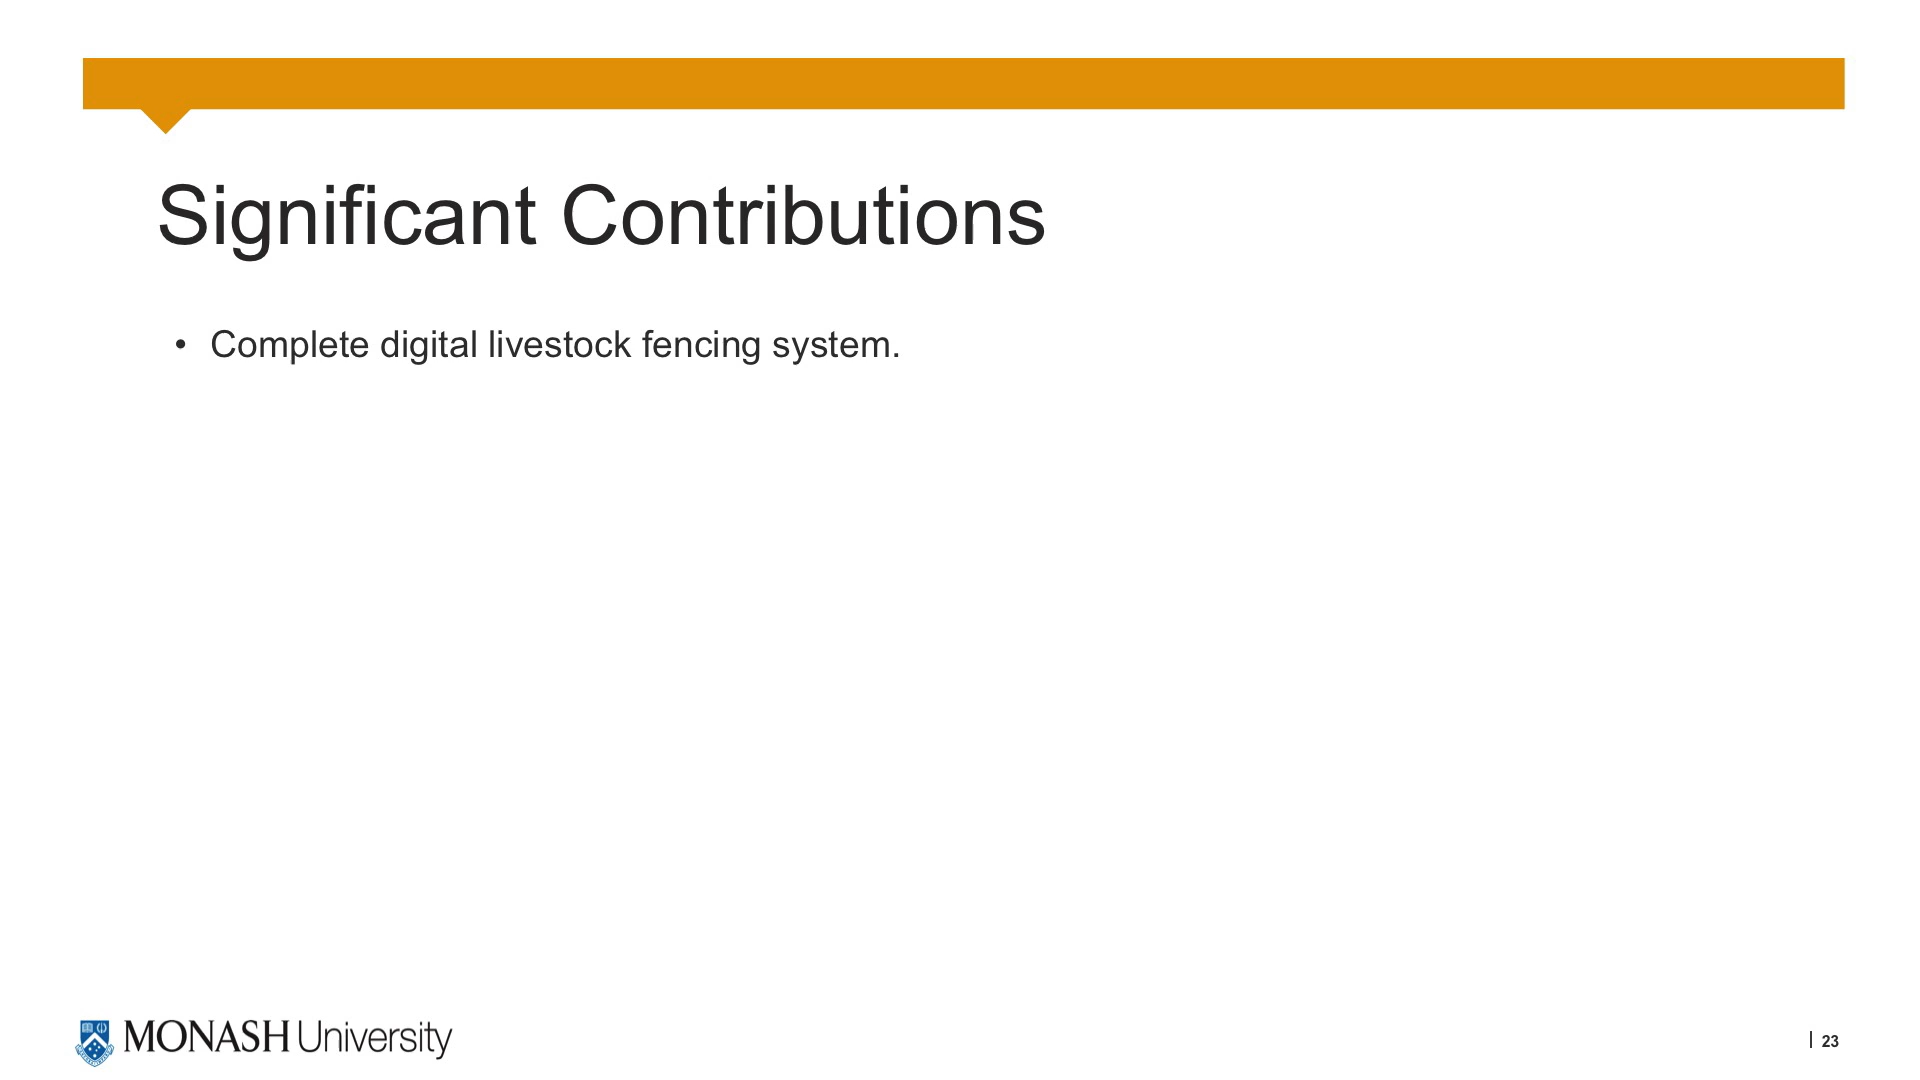 Significant Contributions
• Complete digital livestock fencing system.
MONASH University
| 23